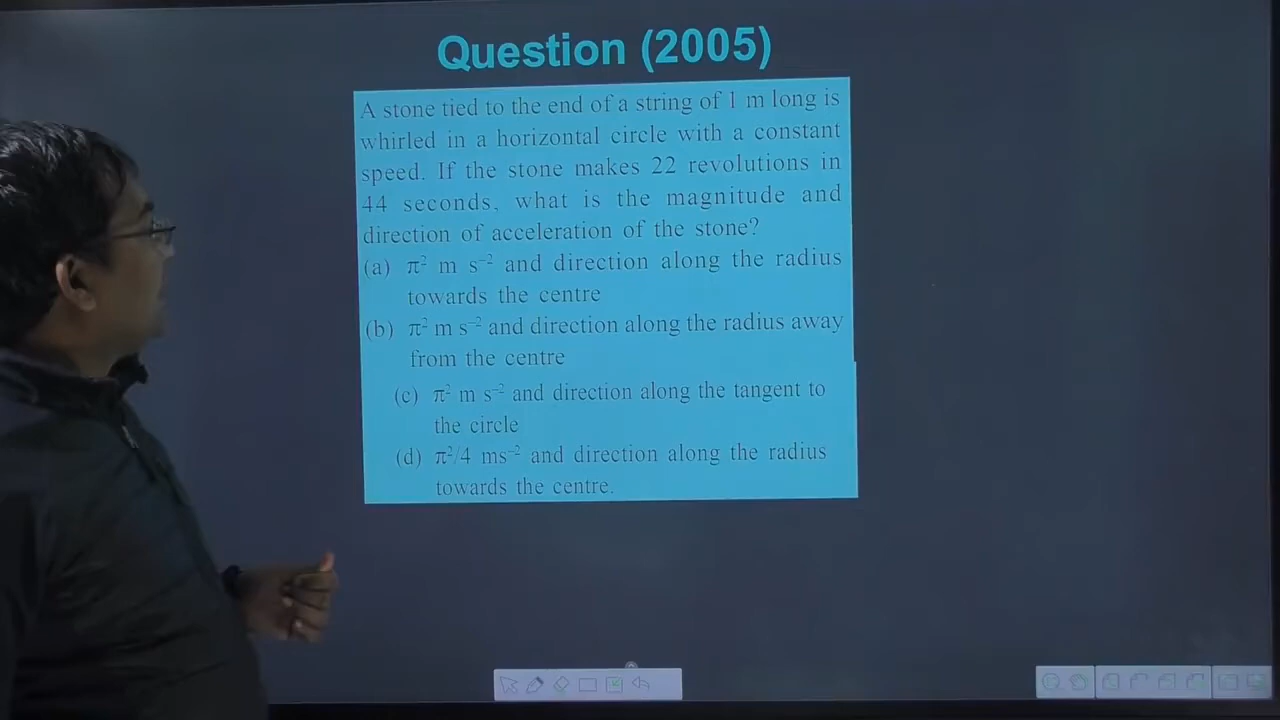 Question (2005)
A stone tied to the end of a string of 1 m long is
whirled in a horizontal circle with a constant
speed. If the stone makes 22 revolutions in
44 seconds, what is the magnitude and
direction of acceleration of the stone?
(a) π² m s⁻² and direction along the radius
towards the centre
(b) π² m s⁻² and direction along the radius away
from the centre
(c) π² m s⁻² and direction along the tangent to
the circle
(d) π²/4 ms⁻² and direction along the radius
towards the centre.